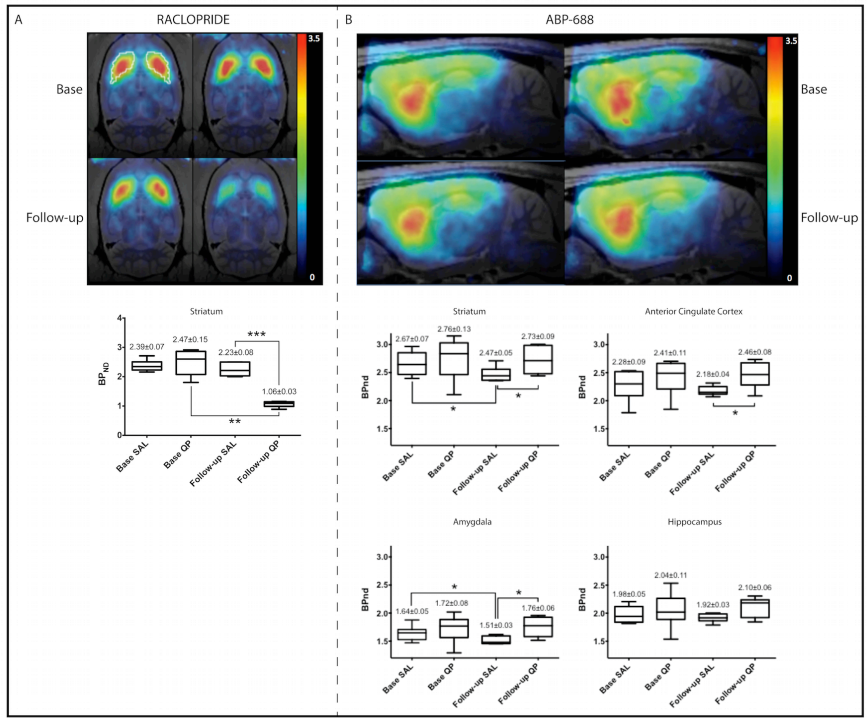 A
RACLOPRIDE
B
ABP-688
3.5
3.5
Base
Base
Follow-up
Follow-up
0
0
Striatum
BPND
4
3
2
1
0
2.39±0.07
2.47±0.15
2.23±0.08
1.06±0.03
***
**
Base SAL
Base QP
Follow-up SAL
Follow-up QP
Striatum
BPnd
3.0
2.5
2.0
1.5
2.67±0.07
2.76±0.13
2.47±0.05
2.73±0.09
*
*
Base SAL
Base QP
Follow-up SAL
Follow-up QP
Anterior Cingulate Cortex
BPnd
3.0
2.5
2.0
1.5
2.28±0.09
2.41±0.11
2.18±0.04
2.46±0.08
*
Base SAL
Base QP
Follow-up SAL
Follow-up QP
Amygdala
BPnd
3.0
2.5
2.0
1.5
1.64±0.05
1.72±0.08
1.51±0.03
1.76±0.06
*
*
Base SAL
Base QP
Follow-up SAL
Follow-up QP
Hippocampus
BPnd
3.0
2.5
2.0
1.5
1.98±0.05
2.04±0.11
1.92±0.03
2.10±0.06
Base SAL
Base QP
Follow-up SAL
Follow-up QP